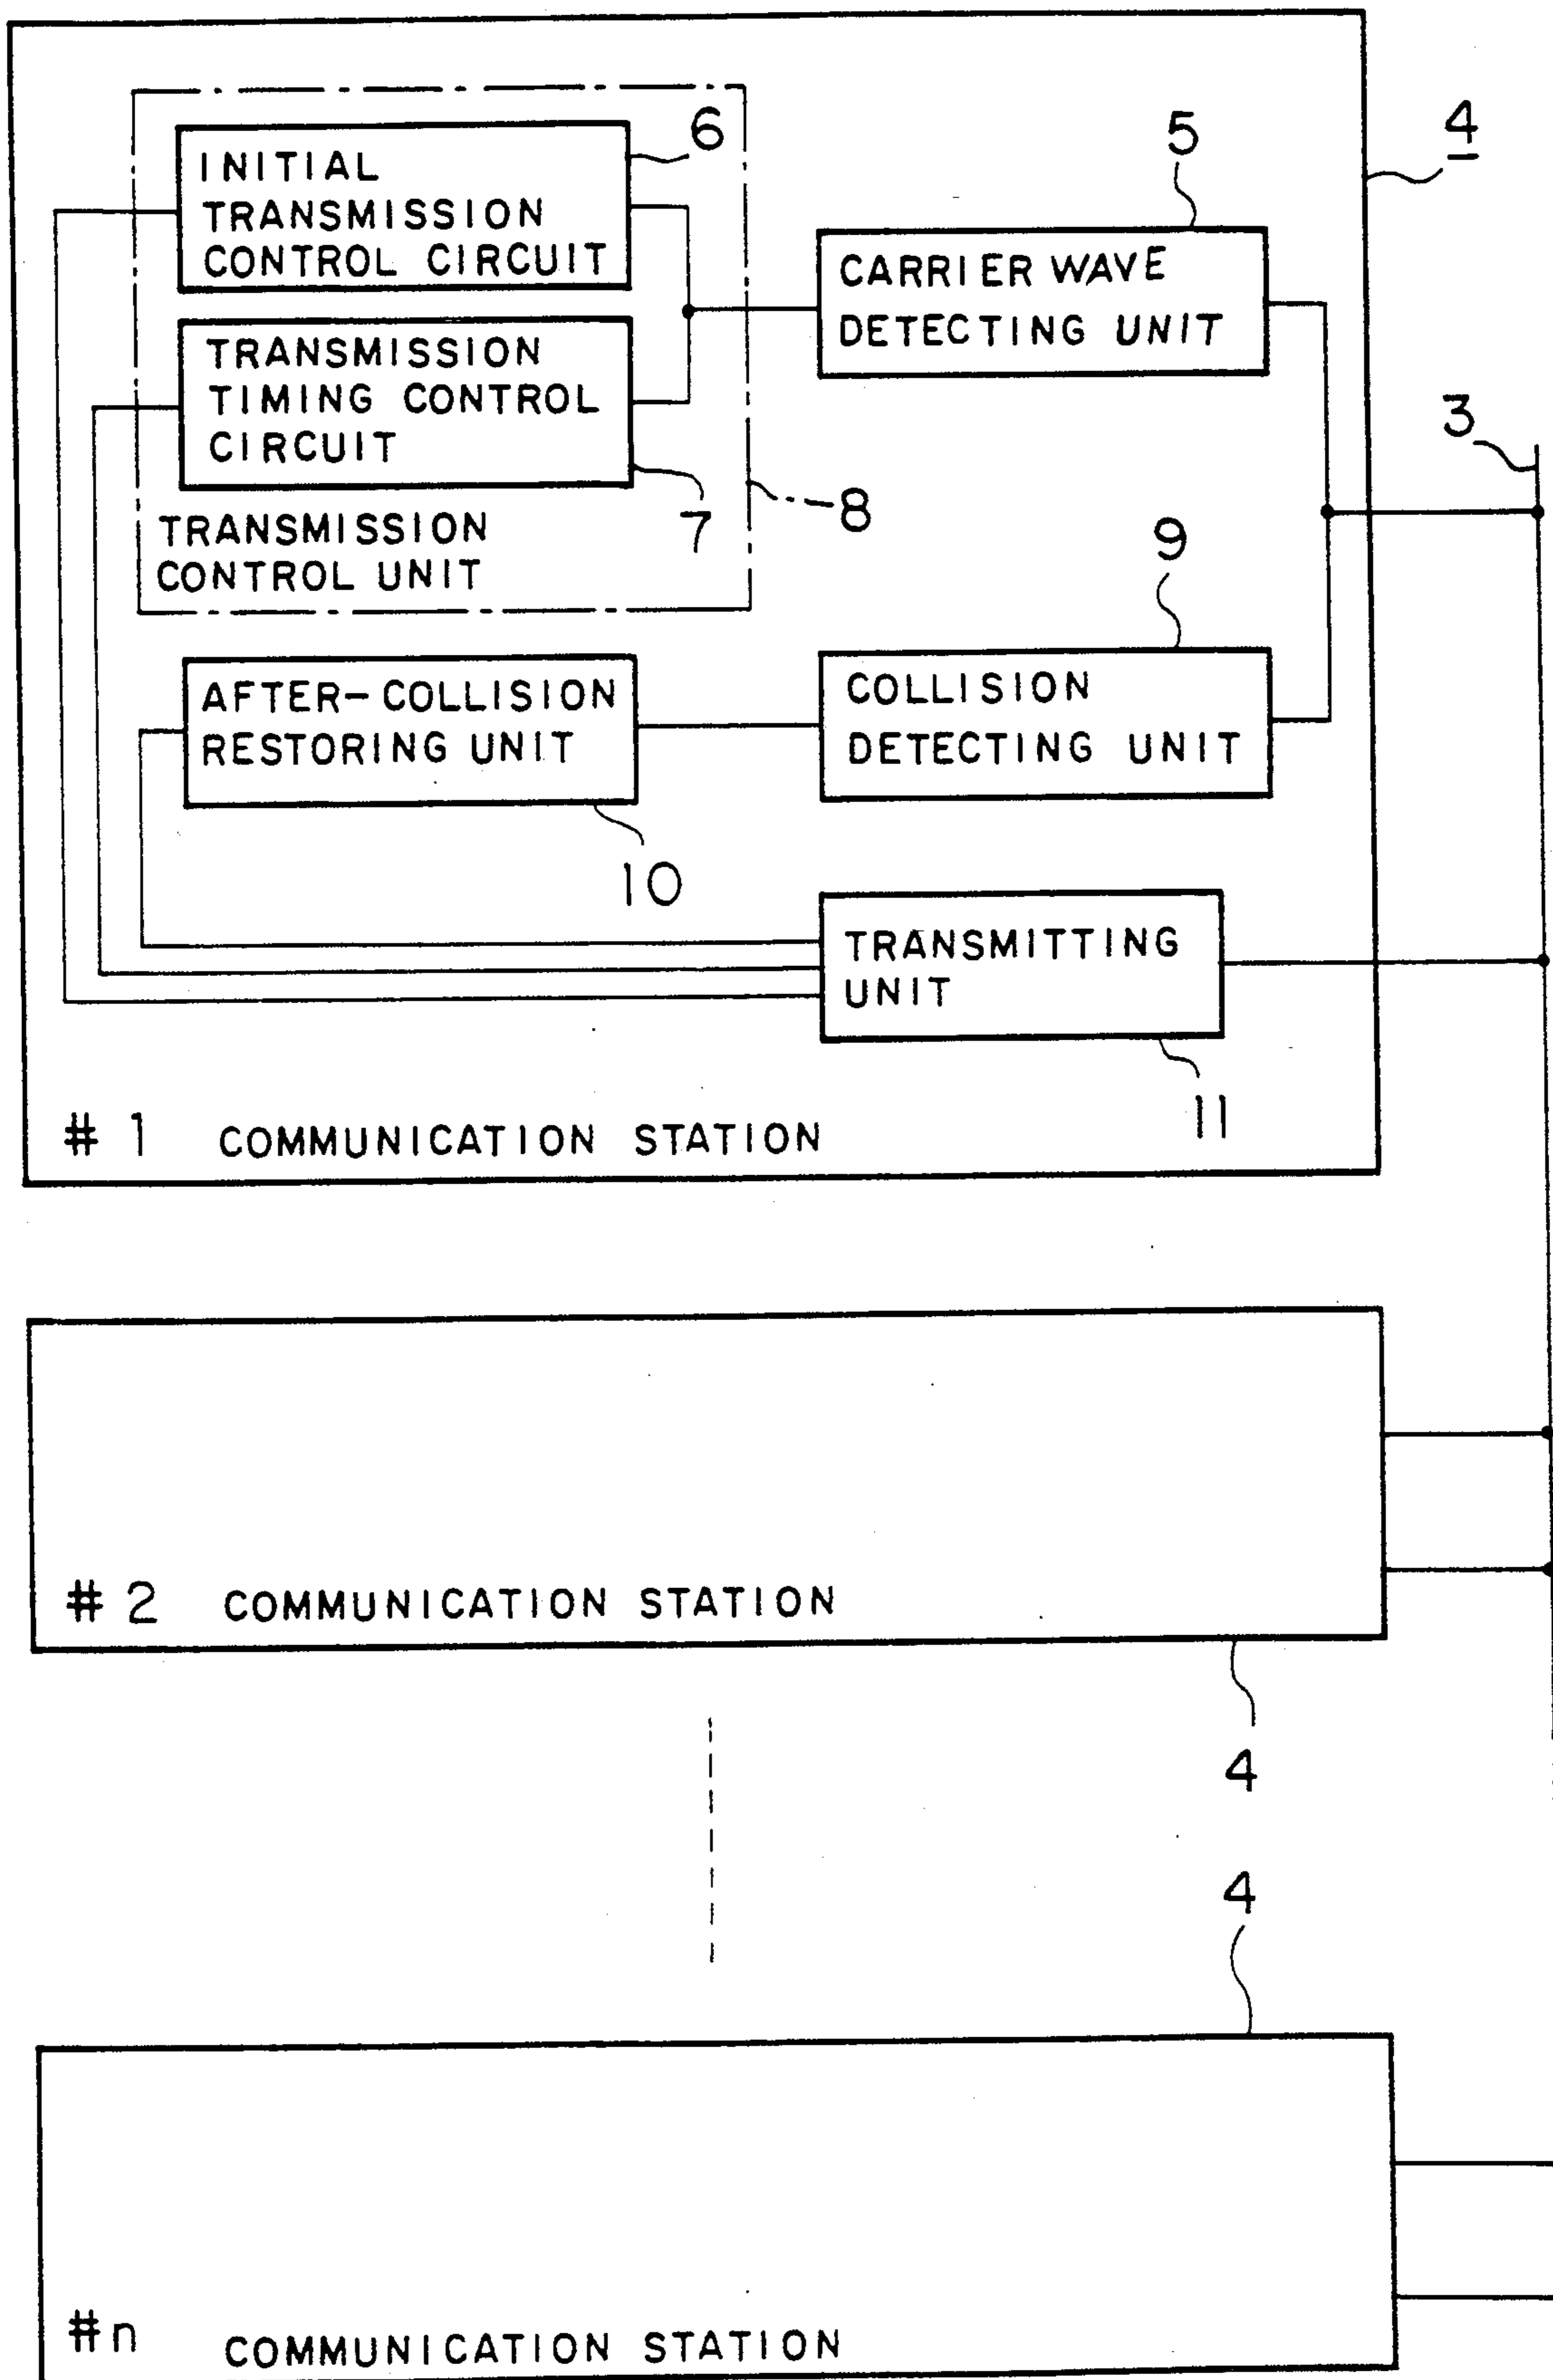 4
6
INITIAL
TRANSMISSION
CONTROL CIRCUIT
5
CARRIER WAVE
DETECTING UNIT
TRANSMISSION
TIMING CONTROL
CIRCUIT
3
7
8
TRANSMISSION
CONTROL UNIT
9
AFTER-COLLISION
RESTORING UNIT
COLLISION
DETECTING UNIT
10
TRANSMITTING
UNIT
11
#1 COMMUNICATION STATION
#2 COMMUNICATION STATION
4
4
#n COMMUNICATION STATION